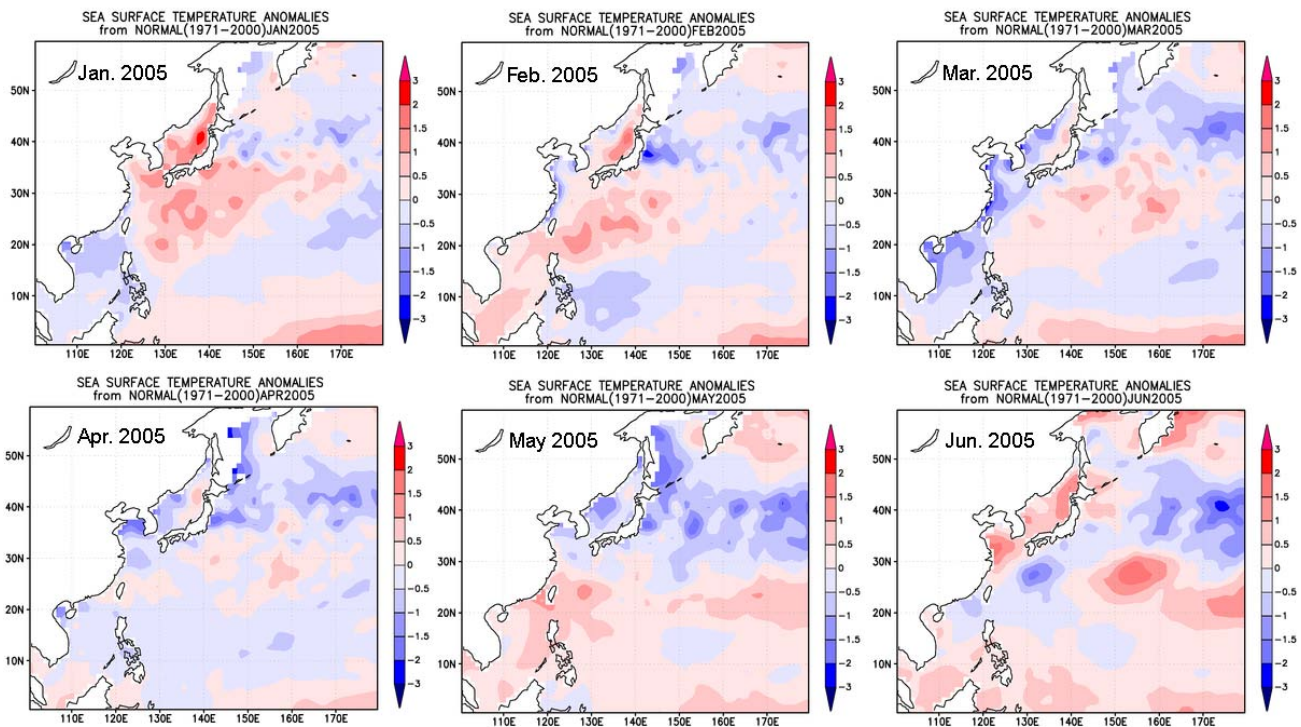 SEA SURFACE TEMPERATURE ANOMALIES
from NORMAL(1971−2000)JAN2005
Jan. 2005
50N
40N
30N
20N
10N
110E 120E 130E 140E 150E 160E 170E
3
2
1.5
1
0.5
0
−0.5
−1
−1.5
−2
−3
SEA SURFACE TEMPERATURE ANOMALIES
from NORMAL(1971−2000)FEB2005
Feb. 2005
50N
40N
30N
20N
10N
110E 120E 130E 140E 150E 160E 170E
3
2
1.5
1
0.5
0
−0.5
−1
−1.5
−2
−3
SEA SURFACE TEMPERATURE ANOMALIES
from NORMAL(1971−2000)MAR2005
Mar. 2005
50N
40N
30N
20N
10N
110E 120E 130E 140E 150E 160E 170E
3
2
1.5
1
0.5
0
−0.5
−1
−1.5
−2
−3
SEA SURFACE TEMPERATURE ANOMALIES
from NORMAL(1971−2000)APR2005
Apr. 2005
50N
40N
30N
20N
10N
110E 120E 130E 140E 150E 160E 170E
3
2
1.5
1
0.5
0
−0.5
−1
−1.5
−2
−3
SEA SURFACE TEMPERATURE ANOMALIES
from NORMAL(1971−2000)MAY2005
May 2005
50N
40N
30N
20N
10N
110E 120E 130E 140E 150E 160E 170E
3
2
1.5
1
0.5
0
−0.5
−1
−1.5
−2
−3
SEA SURFACE TEMPERATURE ANOMALIES
from NORMAL(1971−2000)JUN2005
Jun. 2005
50N
40N
30N
20N
10N
110E 120E 130E 140E 150E 160E 170E
3
2
1.5
1
0.5
0
−0.5
−1
−1.5
−2
−3